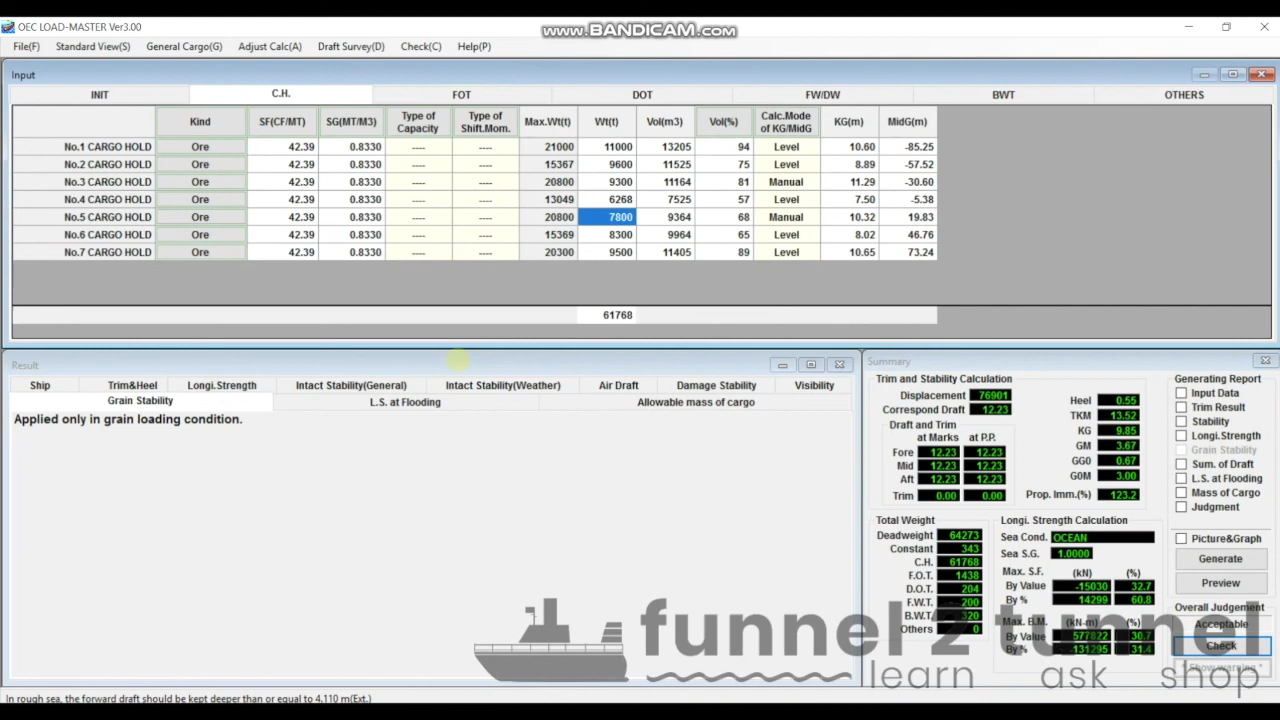 OEC LOAD-MASTER Ver3.00
www.BANDICAM.com
File(F) Standard View(S) General Cargo(G) Adjust Calc(A) Draft Survey(D) Check(C) Help(P)
Input
INIT C.H. FOT DOT FW/DW BWT OTHERS
Kind SF(CF/MT) SG(MT/M3) Type of Capacity Type of Shift.Mom. Max.Wt(t) Wt(t) Vol(m3) Vol(%) Calc.Mode of KG/MidG KG(m) MidG(m)
No.1 CARGO HOLD Ore 42.39 0.8330 ---- ---- 21000 11000 13205 94 Level 10.60 -85.25
No.2 CARGO HOLD Ore 42.39 0.8330 ---- ---- 15367 9600 11525 75 Level 8.89 -57.52
No.3 CARGO HOLD Ore 42.39 0.8330 ---- ---- 20800 9300 11164 81 Manual 11.29 -30.60
No.4 CARGO HOLD Ore 42.39 0.8330 ---- ---- 13049 6268 7525 57 Level 7.50 -5.38
No.5 CARGO HOLD Ore 42.39 0.8330 ---- ---- 20800 7800 9364 68 Manual 10.32 19.83
No.6 CARGO HOLD Ore 42.39 0.8330 ---- ---- 15369 8300 9964 65 Level 8.02 46.76
No.7 CARGO HOLD Ore 42.39 0.8330 ---- ---- 20300 9500 11405 89 Level 10.65 73.24
61768
Result
Ship Trim&Heel Longi.Strength Intact Stability(General) Intact Stability(Weather) Air Draft Damage Stability Visibility
Grain Stability L.S. at Flooding Allowable mass of cargo
Applied only in grain loading condition.
Summary
Trim and Stability Calculation
Displacement 76901
Correspond Draft 12.23
Draft and Trim
at Marks at P.P.
Fore 12.23 12.23
Mid 12.23 12.23
Aft 12.23 12.23
Trim 0.00 0.00
Heel 0.55
TKM 13.52
KG 9.85
GM 3.67
GG0 0.67
G0M 3.00
Prop. Imm.(%) 123.2
Total Weight
Deadweight 64273
Constant 343
C.H. 61768
F.O.T. 1438
D.O.T. 204
F.W.T. 200
B.W.T. 320
Others 0
Longi. Strength Calculation
Sea Cond. OCEAN
Sea S.G. 1.0000
Max. S.F. (kN) (%)
By Value -15030 32.7
By % 14299 60.8
Max. B.M. (kN-m) (%)
By Value 577822 30.7
By % -131295 31.4
Generating Report
Input Data
Trim Result
Stability
Longi.Strength
Grain Stability
Sum. of Draft
L.S. at Flooding
Mass of Cargo
Judgment
Picture&Graph
Generate
Preview
Overall Judgement
Acceptable
Check
* Show warning *
funnel 2 tunnel
learn ask shop
In rough sea, the forward draft should be kept deeper than or equal to 4.110 m(Ext.)